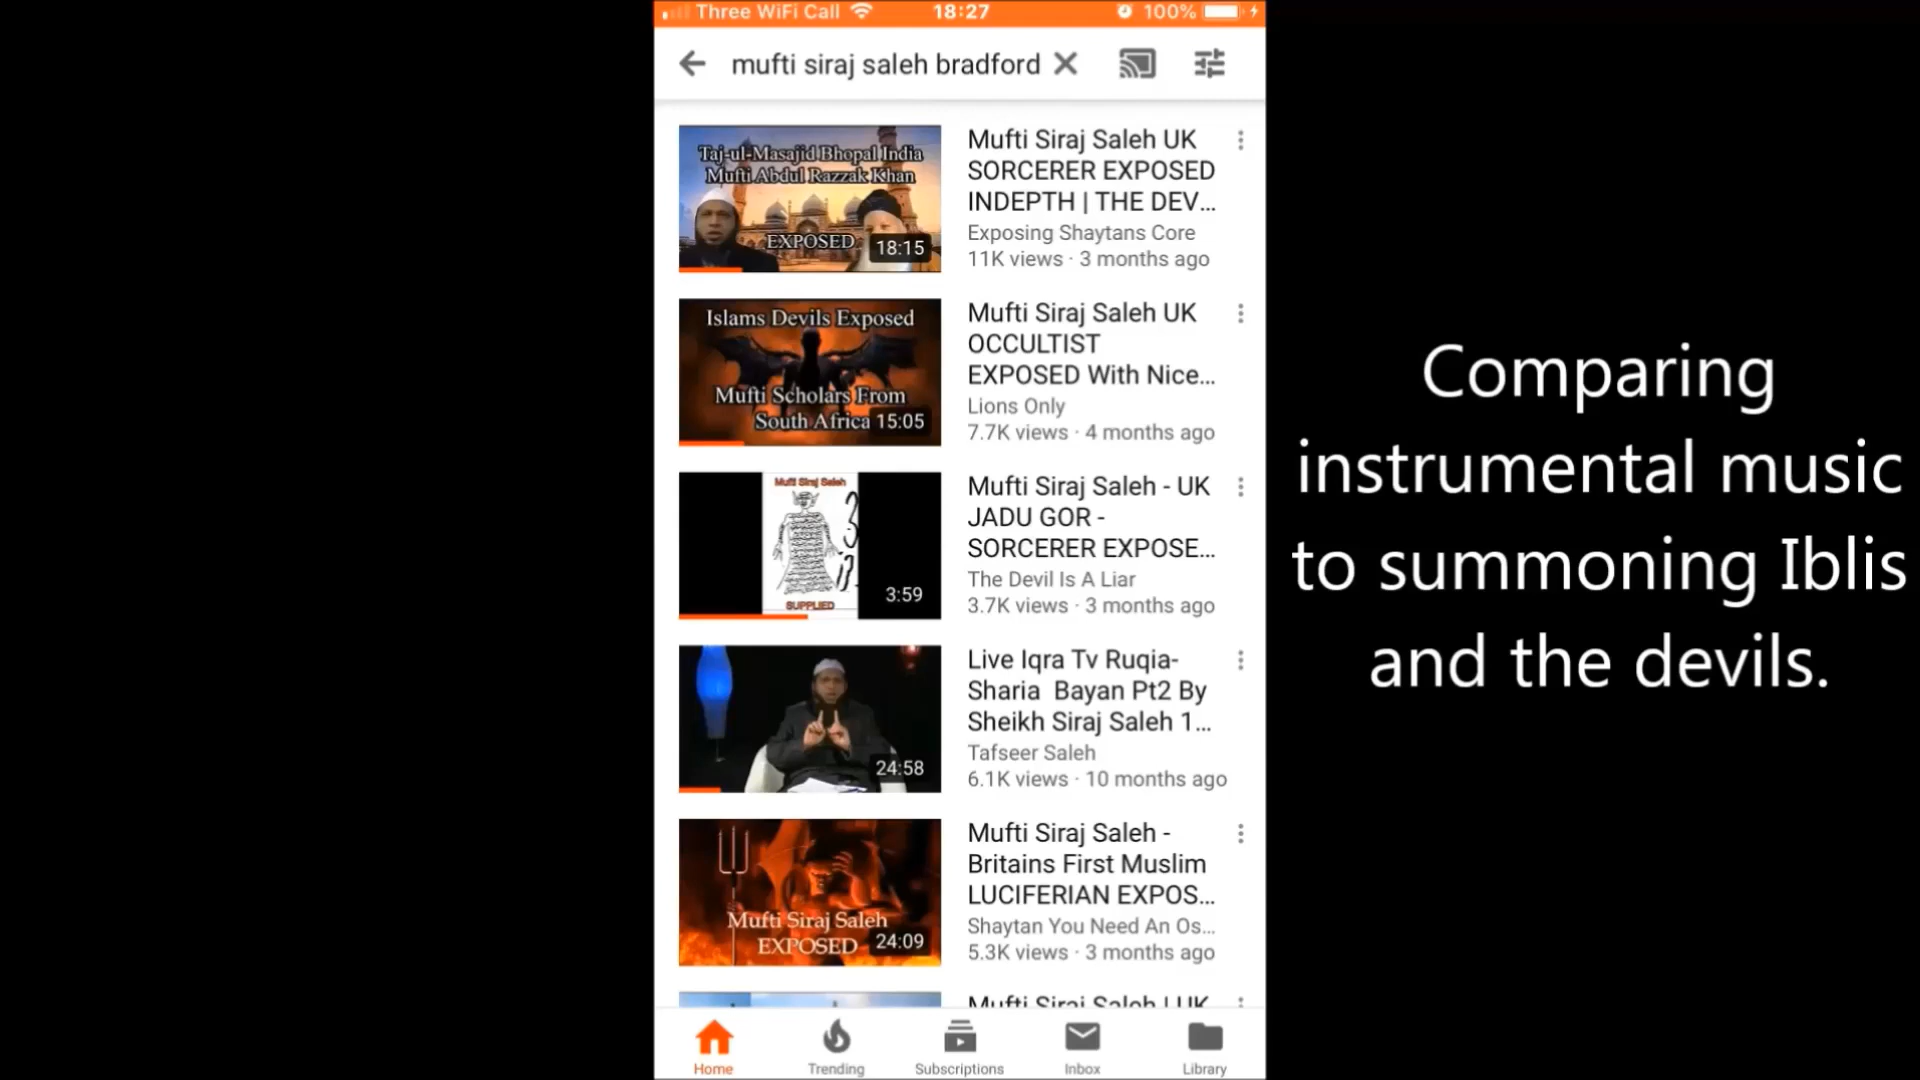 Three WiFi Call
18:27
100%
mufti siraj saleh bradford
Taj-ul-Masajid Bhopal India
Mufti Abdul Razzak Khan
EXPOSED
18:15
Mufti Siraj Saleh UK
SORCERER EXPOSED
INDEPTH | THE DEV...
Exposing Shaytans Core
11K views · 3 months ago
Islams Devils Exposed
Mufti Scholars From
South Africa
15:05
Mufti Siraj Saleh UK
OCCULTIST
EXPOSED With Nice...
Lions Only
7.7K views · 4 months ago
Mufti Siraj Saleh
SUPPLIED
3:59
Mufti Siraj Saleh - UK
JADU GOR -
SORCERER EXPOSE...
The Devil Is A Liar
3.7K views · 3 months ago
24:58
Live Iqra Tv Ruqia-
Sharia Bayan Pt2 By
Sheikh Siraj Saleh 1...
Tafseer Saleh
6.1K views · 10 months ago
Mufti Siraj Saleh
EXPOSED
24:09
Mufti Siraj Saleh -
Britains First Muslim
LUCIFERIAN EXPOS...
Shaytan You Need An Os...
5.3K views · 3 months ago
Mufti Siraj Saleh | UK
Home
Trending
Subscriptions
Inbox
Library
Comparing
instrumental music
to summoning Iblis
and the devils.